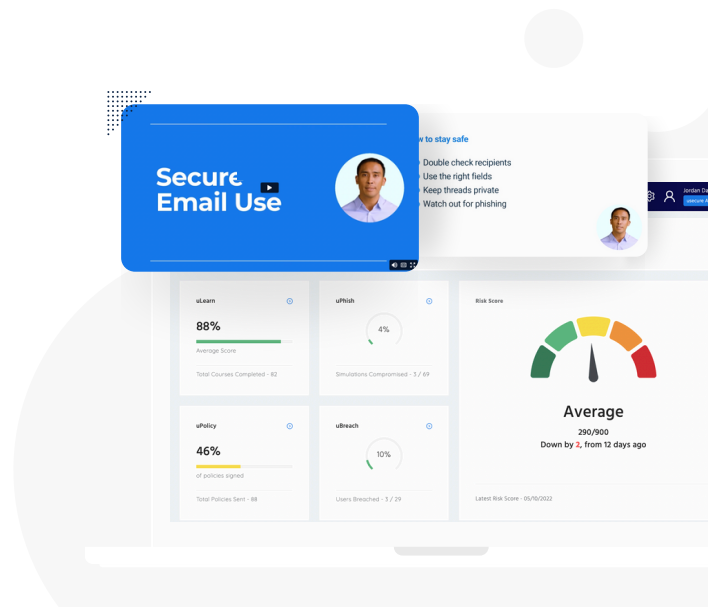 Secure
Email Use
w to stay safe
Double check recipients
Use the right fields
Keep threads private
Watch out for phishing
Jordan Da
usecure A
uLearn
88%
Average Score
Total Courses Completed - 82
uPhish
4%
Simulations Compromised - 3 / 69
Risk Score
Average
290/900
Down by 2, from 12 days ago
Latest Risk Score - 05/10/2022
uPolicy
46%
of policies signed
Total Policies Sent - 88
uBreach
10%
Users Breached - 3 / 29